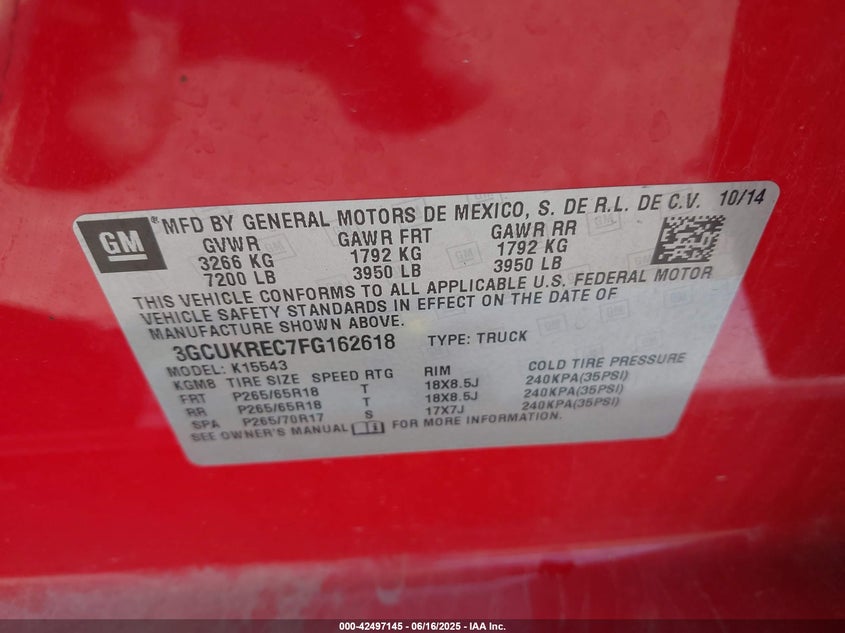 GM ® MFD BY GENERAL MOTORS DE MEXICO, S. DE R.L. DE C.V. 10/14
GVWR GAWR FRT GAWR RR
3266 KG 1792 KG 1792 KG
7200 LB 3950 LB 3950 LB
THIS VEHICLE CONFORMS TO ALL APPLICABLE U.S. FEDERAL MOTOR
VEHICLE SAFETY STANDARDS IN EFFECT ON THE DATE OF
MANUFACTURE SHOWN ABOVE.
3GCUKREC7FG162618 TYPE: TRUCK
MODEL: K15543
KGM8 TIRE SIZE SPEED RTG RIM COLD TIRE PRESSURE
FRT P265/65R18 T 18X8.5J 240KPA(35PSI)
RR P265/65R18 T 18X8.5J 240KPA(35PSI)
SPA P265/70R17 S 17X7J 240KPA(35PSI)
SEE OWNER'S MANUAL i FOR MORE INFORMATION.
000-42497145 - 06/16/2025 - IAA Inc.